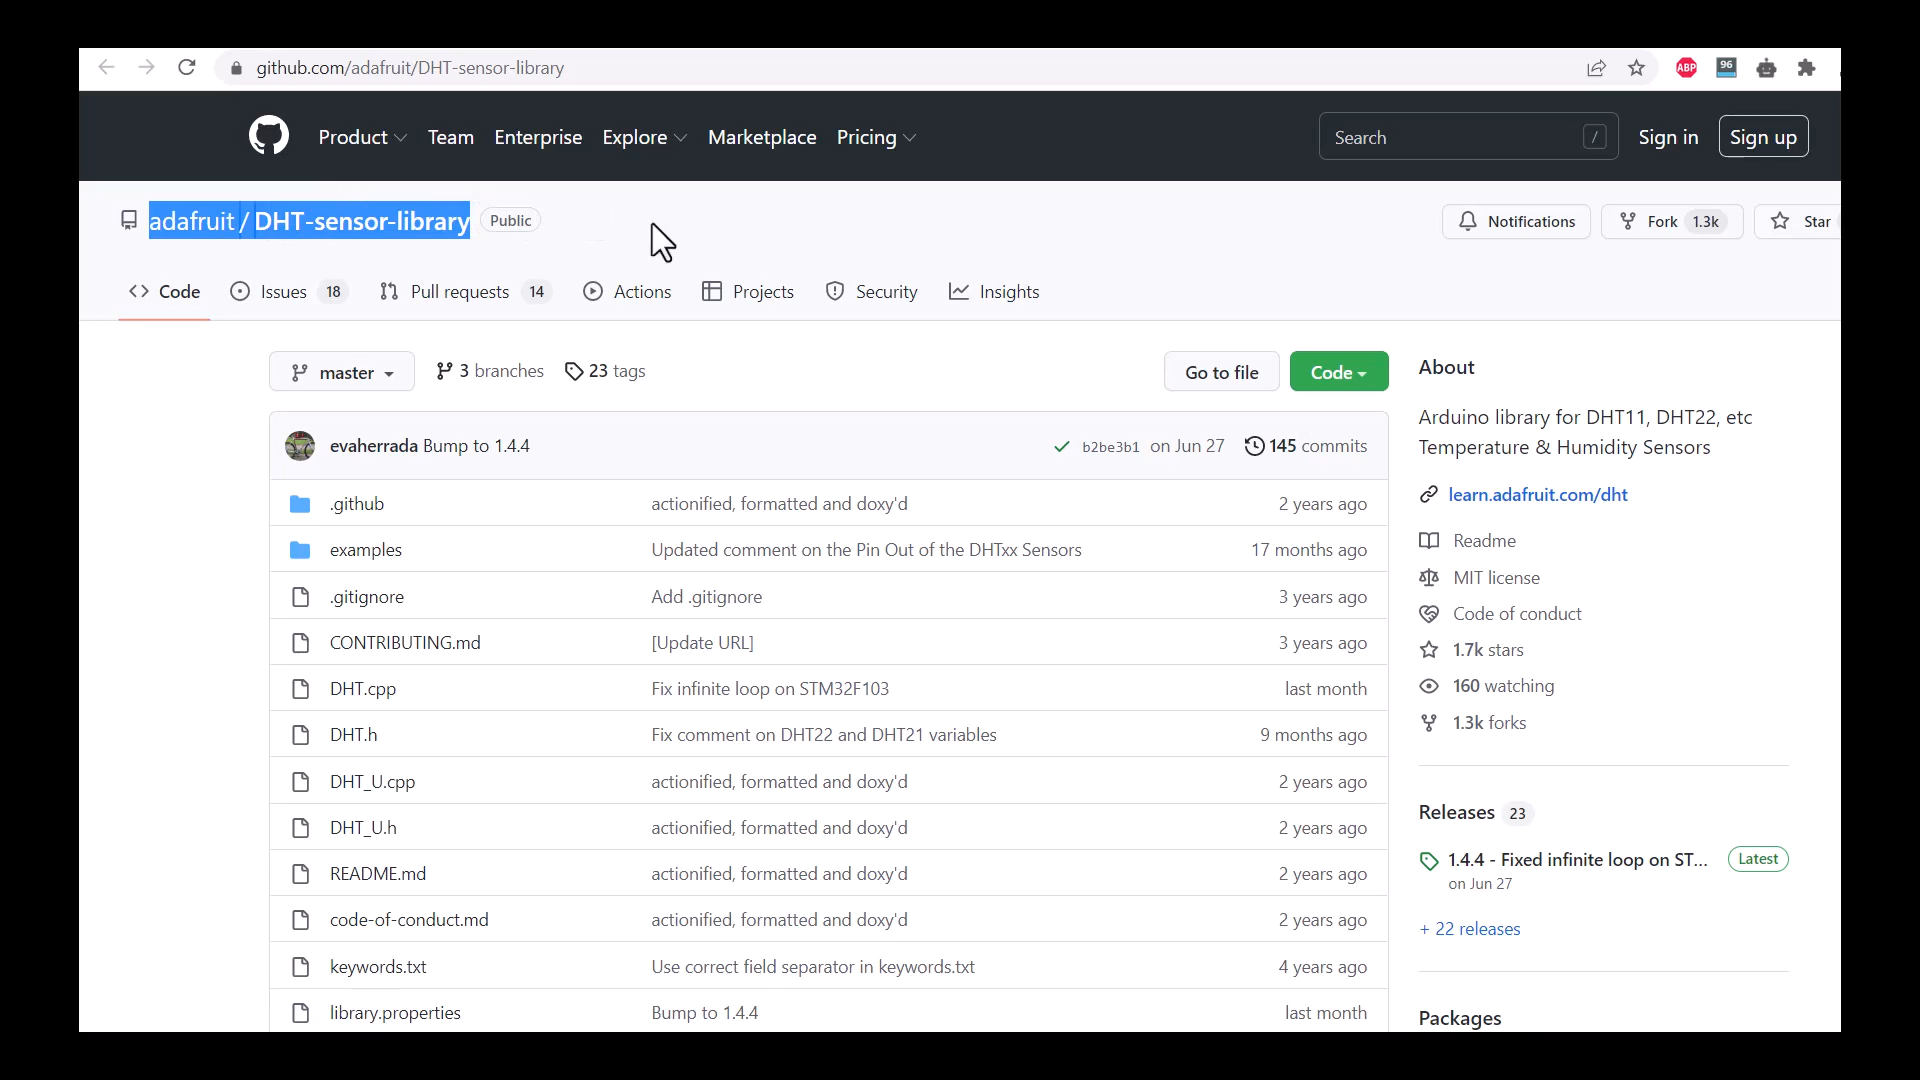 github.com/adafruit/DHT-sensor-library
ABP
96
Product
Team
Enterprise
Explore
Marketplace
Pricing
Search /
Sign in
Sign up
adafruit / DHT-sensor-library Public
Notifications
Fork 1.3k
Star
Code
Issues 18
Pull requests 14
Actions
Projects
Security
Insights
master
3 branches
23 tags
Go to file
Code
evaherrada Bump to 1.4.4 b2be3b1 on Jun 27 145 commits
.github actionified, formatted and doxy'd 2 years ago
examples Updated comment on the Pin Out of the DHTxx Sensors 17 months ago
.gitignore Add .gitignore 3 years ago
CONTRIBUTING.md [Update URL] 3 years ago
DHT.cpp Fix infinite loop on STM32F103 last month
DHT.h Fix comment on DHT22 and DHT21 variables 9 months ago
DHT_U.cpp actionified, formatted and doxy'd 2 years ago
DHT_U.h actionified, formatted and doxy'd 2 years ago
README.md actionified, formatted and doxy'd 2 years ago
code-of-conduct.md actionified, formatted and doxy'd 2 years ago
keywords.txt Use correct field separator in keywords.txt 4 years ago
library.properties Bump to 1.4.4 last month
About
Arduino library for DHT11, DHT22, etc
Temperature & Humidity Sensors
learn.adafruit.com/dht
Readme
MIT license
Code of conduct
1.7k stars
160 watching
1.3k forks
Releases 23
1.4.4 - Fixed infinite loop on ST... Latest
on Jun 27
+ 22 releases
Packages